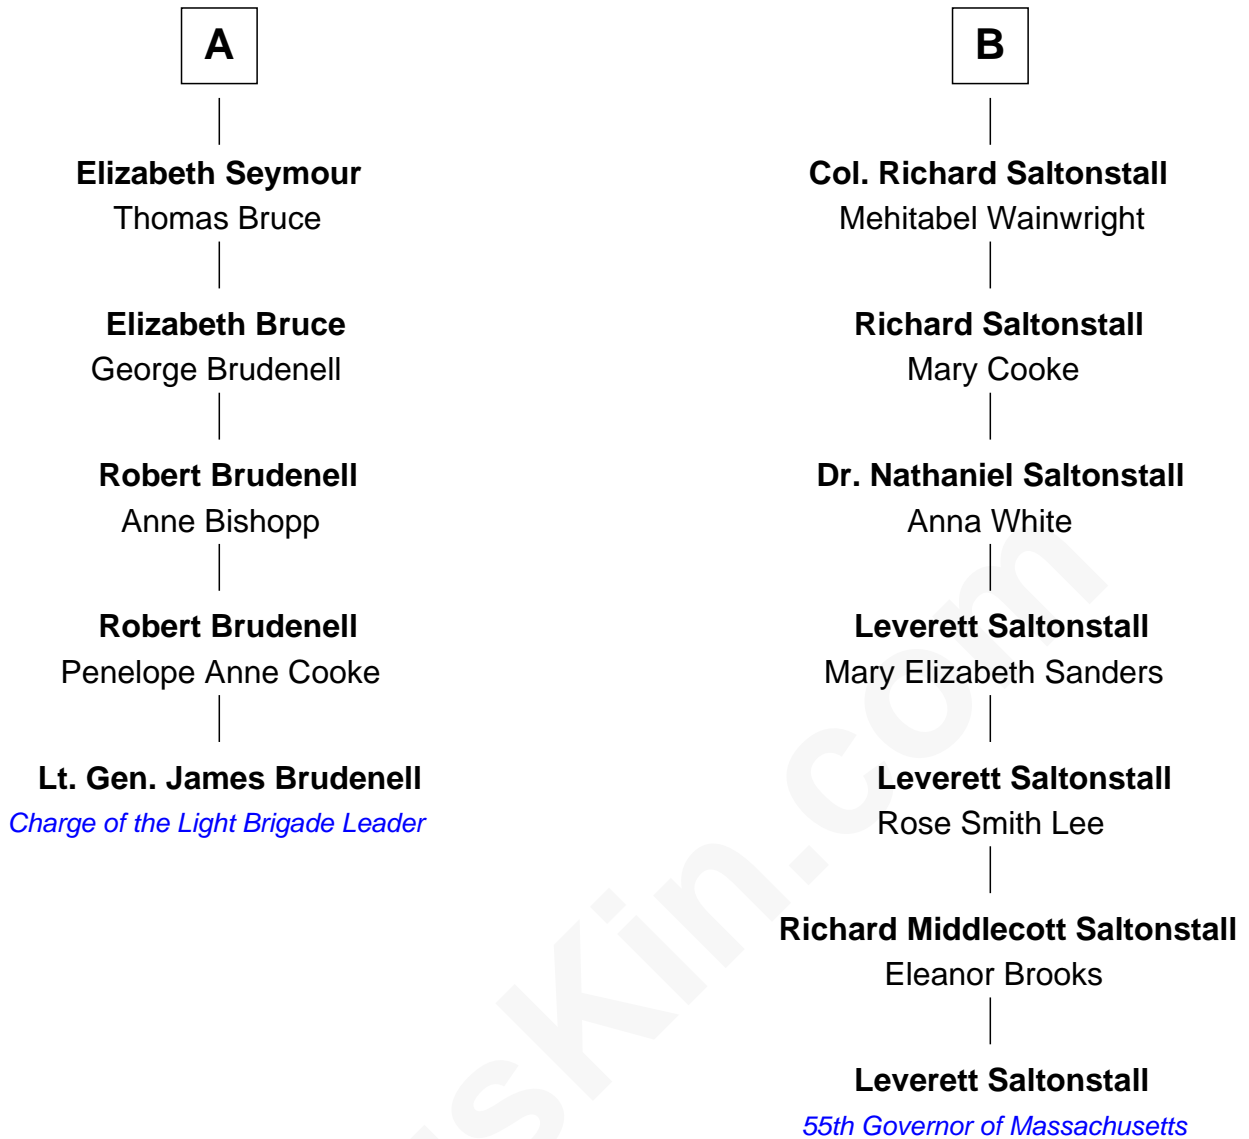 A
Elizabeth Seymour
Thomas Bruce
Elizabeth Bruce
George Brudenell
Robert Brudenell
Anne Bishopp
Robert Brudenell
Penelope Anne Cooke
Lt. Gen. James Brudenell
Charge of the Light Brigade Leader
B
Col. Richard Saltonstall
Mehitabel Wainwright
Richard Saltonstall
Mary Cooke
Dr. Nathaniel Saltonstall
Anna White
Leverett Saltonstall
Mary Elizabeth Sanders
Leverett Saltonstall
Rose Smith Lee
Richard Middlecott Saltonstall
Eleanor Brooks
Leverett Saltonstall
55th Governor of Massachusetts
sKin.com